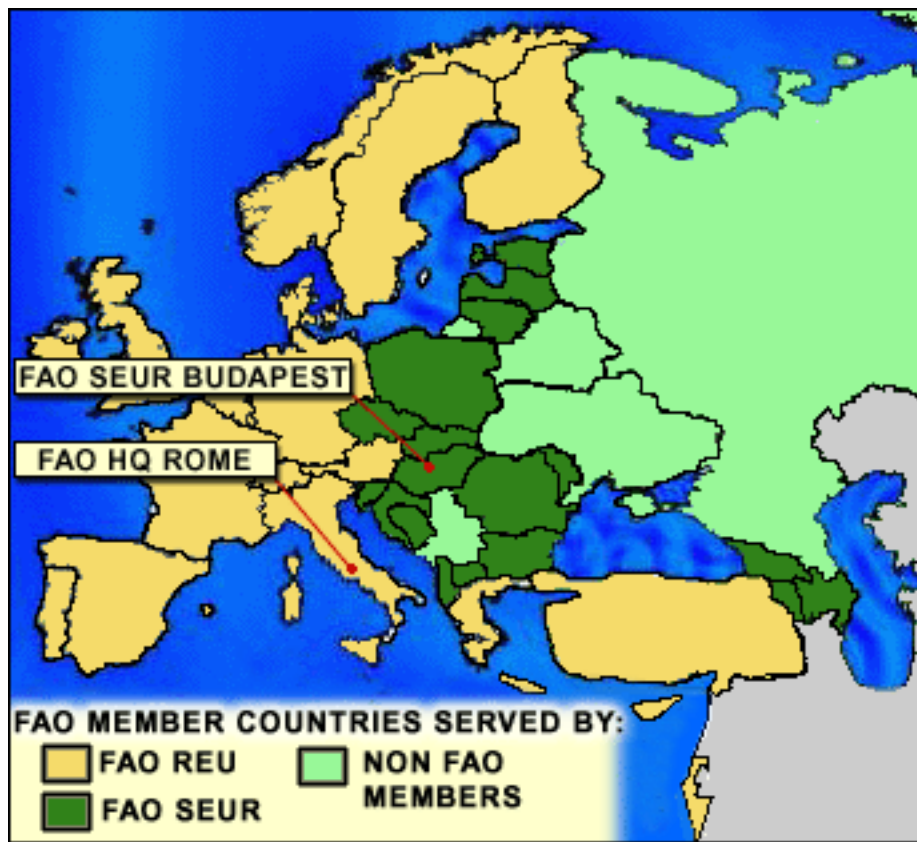 FAO SEUR BUDAPEST
FAO HQ ROME
FAO MEMBER COUNTRIES SERVED BY:
FAO REU
FAO SEUR
NON FAO
MEMBERS